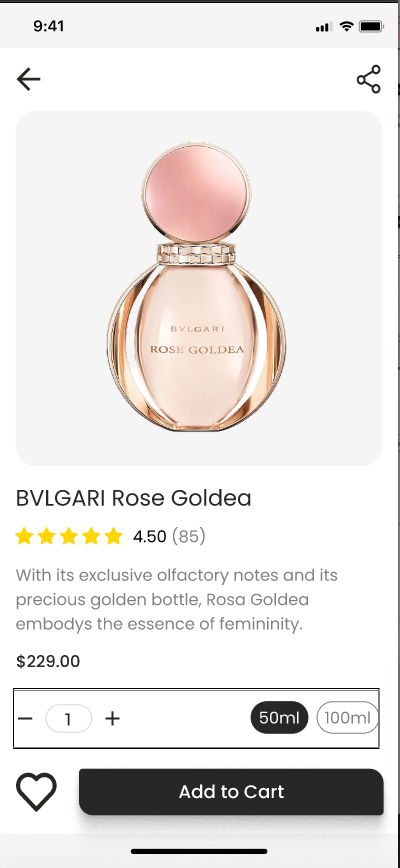 9:41
BVLGARI
ROSE GOLDEA
BVLGARI Rose Goldea
4.50 (85)
With its exclusive olfactory notes and its
precious golden bottle, Rosa Goldea
embodys the essence of femininity.
$229.00
− 1 + 50ml 100ml
Add to Cart